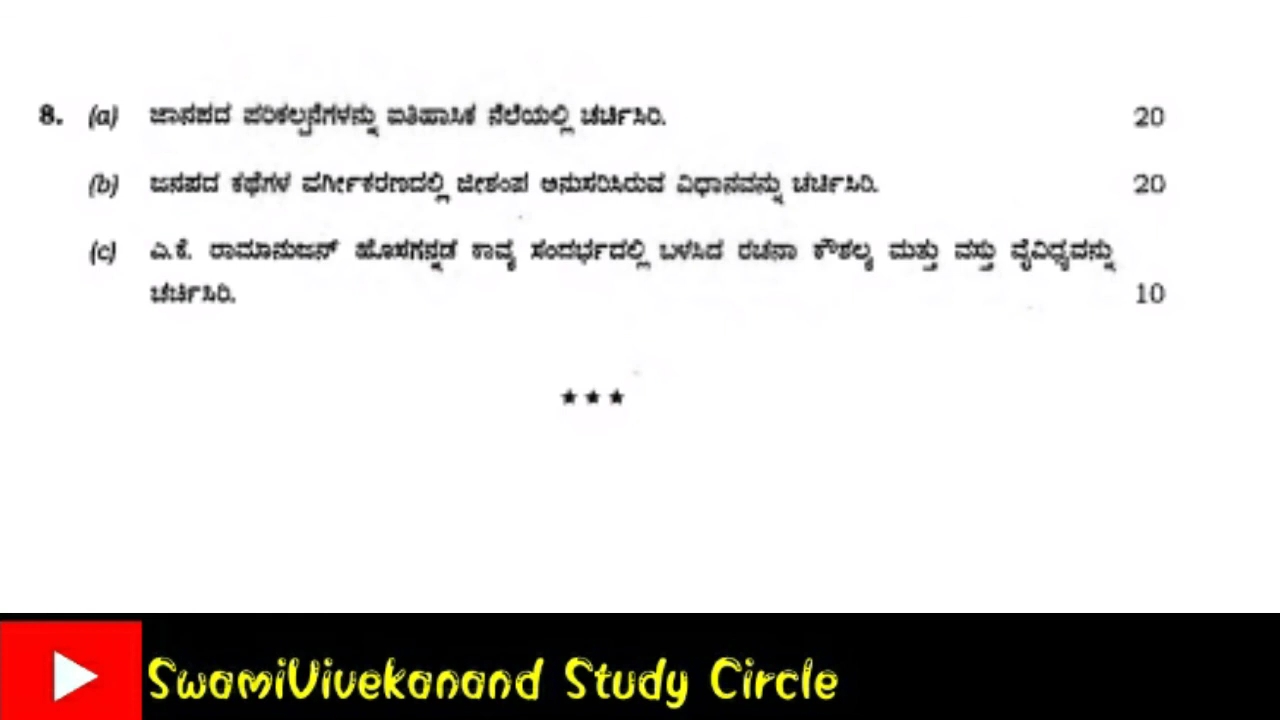 8. (a) ಜಾನಪದ ಪರಿಕಲ್ಪನೆಗಳನ್ನು ಐತಿಹಾಸಿಕ ನೆಲೆಯಲ್ಲಿ ಚರ್ಚಿಸಿರಿ. 20
(b) ಜನಪದ ಕಥೆಗಳ ವರ್ಗೀಕರಣದಲ್ಲಿ ಜೀಶಂಪ ಅನುಸರಿಸಿರುವ ವಿಧಾನವನ್ನು ಚರ್ಚಿಸಿರಿ. 20
(c) ಎ.ಕೆ. ರಾಮಾನುಜನ್ ಹೊಸಗನ್ನಡ ಕಾವ್ಯ ಸಂದರ್ಭದಲ್ಲಿ ಬಳಸಿದ ರಚನಾ ಕೌಶಲ್ಯ ಮತ್ತು ವಸ್ತು ವೈವಿಧ್ಯವನ್ನು
ಚರ್ಚಿಸಿರಿ. 10
★★★
SwamiVivekanand Study Circle